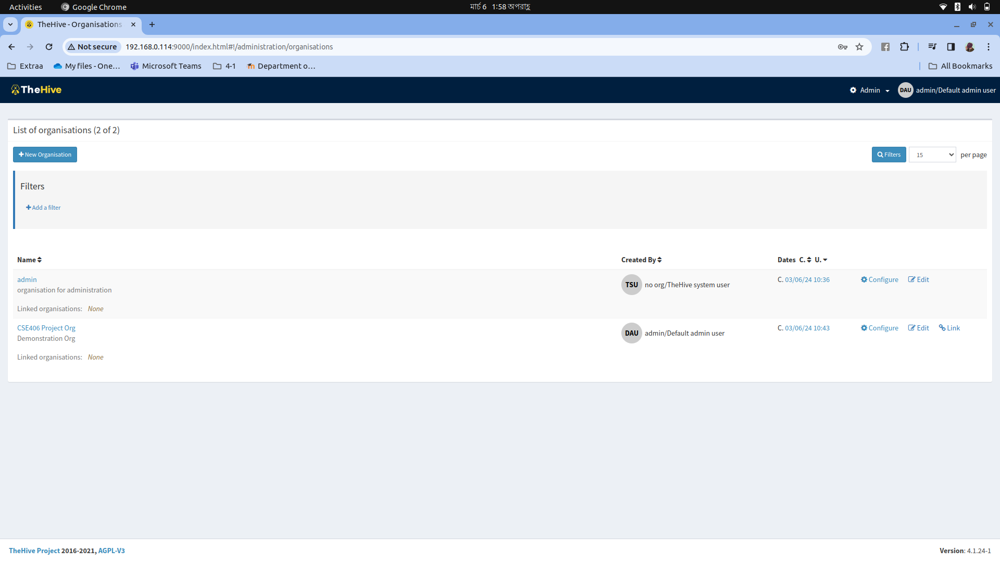 Activities Google Chrome মার্চ 6 1:58 অপরাহ্ণ
TheHive - Organisations
Not secure 192.168.0.114:9000/index.html#!/administration/organisations
Extraa My files - One... Microsoft Teams 4-1 Department o... All Bookmarks
TheHive Admin DAU admin/Default admin user
List of organisations (2 of 2)
New Organisation Filters 15 per page
Filters
Add a filter
Name Created By Dates C. U.
admin TSU no org/TheHive system user C. 03/06/24 10:36 Configure Edit
organisation for administration
Linked organisations: None
CSE406 Project Org DAU admin/Default admin user C. 03/06/24 10:43 Configure Edit Link
Demonstration Org
Linked organisations: None
TheHive Project 2016-2021, AGPL-V3 Version: 4.1.24-1